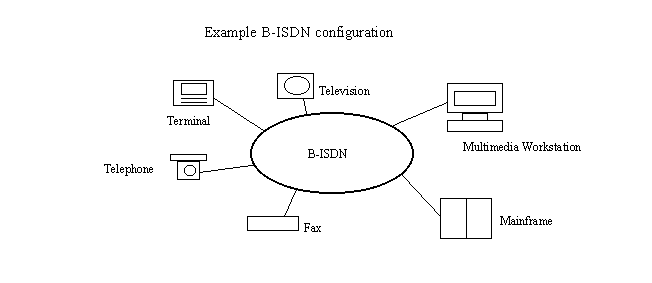 Example B-ISDN configuration
Television
Terminal
Multimedia Workstation
B-ISDN
Telephone
Mainframe
Fax